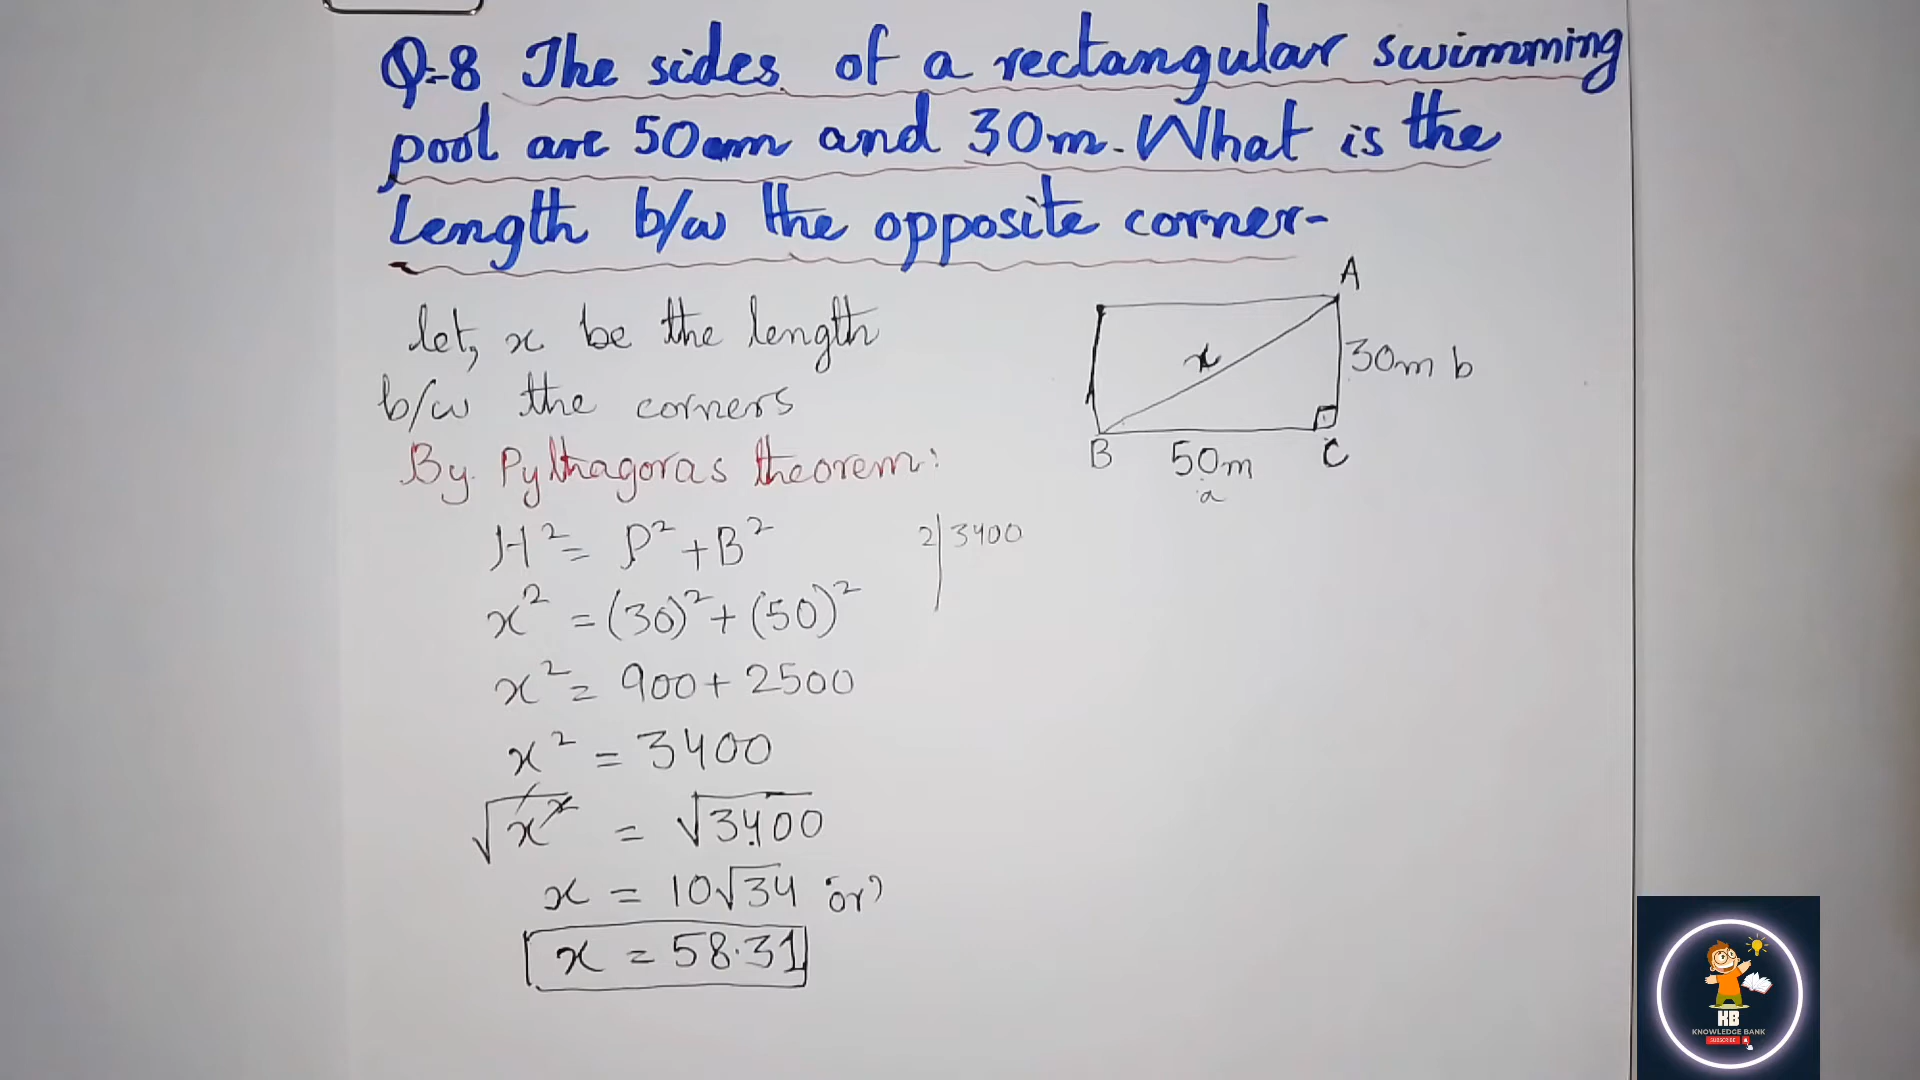 Q-8 The sides of a rectangular swimming
pool are 50m and 30m. What is the
length b/w the opposite corner-
let, x be the length
b/w the corners
By Pythagoras theorem:
H² = P² + B²
x² = (30)² + (50)²
x² = 900 + 2500
x² = 3400
√x² = √3400
x = 10√34 or
x = 58.31
A
x
30m b
B
50m
C
a
2|3400
KB
KNOWLEDGE BANK
SUBSCRIBE